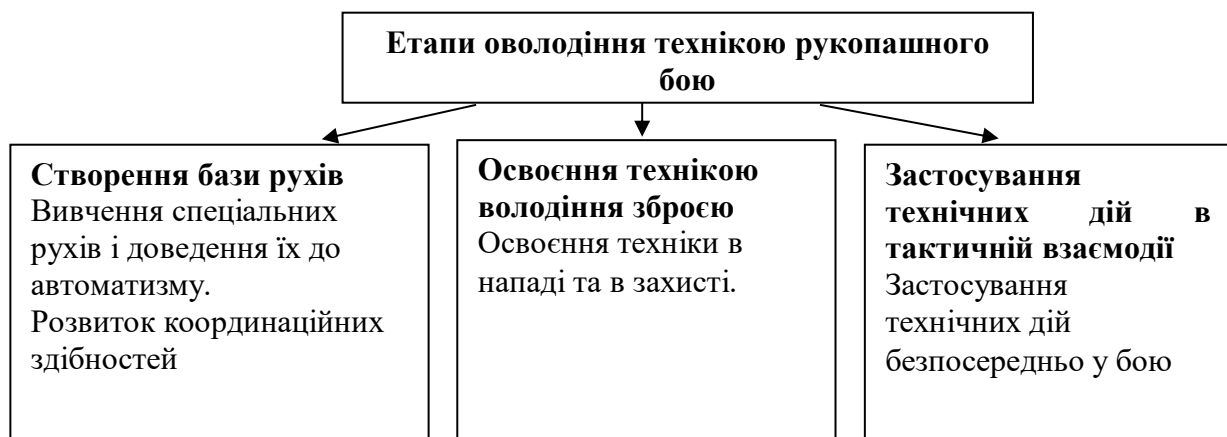 Етапи оволодіння технікою рукопашного
бою
Створення бази рухів
Вивчення спеціальних
рухів і доведення їх до
автоматизму.
Розвиток координаційних
здібностей
Освоєння технікою
володіння зброєю
Освоєння техніки в
нападі та в захисті.
Застосування
технічних дій в
тактичній взаємодії
Застосування
технічних дій
безпосередньо у бою